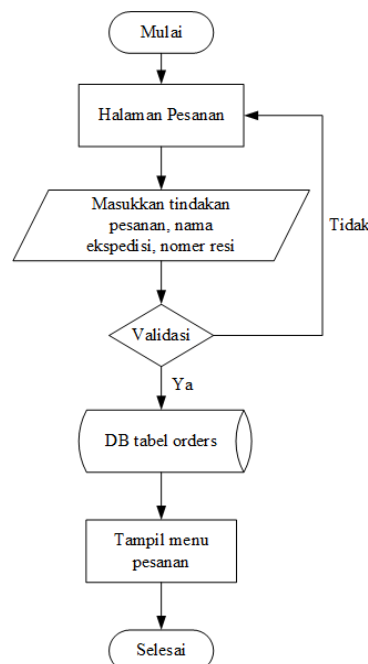 Mulai
Halaman Pesanan
Masukkan tindakan
pesanan, nama
ekspedisi, nomer resi
Tidak
Validasi
Ya
DB tabel orders
Tampil menu
pesanan
Selesai